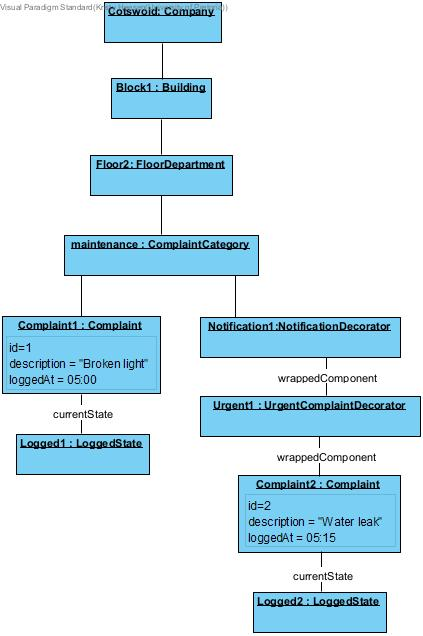 Visual Paradigm Standard(
Cotswold: Company
Block1 : Building
Floor2: FloorDepartment
maintenance : ComplaintCategory
Complaint1 : Complaint
id=1
description = "Broken light"
loggedAt = 05:00
currentState
Logged1 : LoggedState
Notification1:NotificationDecorator
wrappedComponent
Urgent1 : UrgentComplaintDecorator
wrappedComponent
Complaint2 : Complaint
id=2
description = "Water leak"
loggedAt = 05:15
currentState
Logged2 : LoggedState